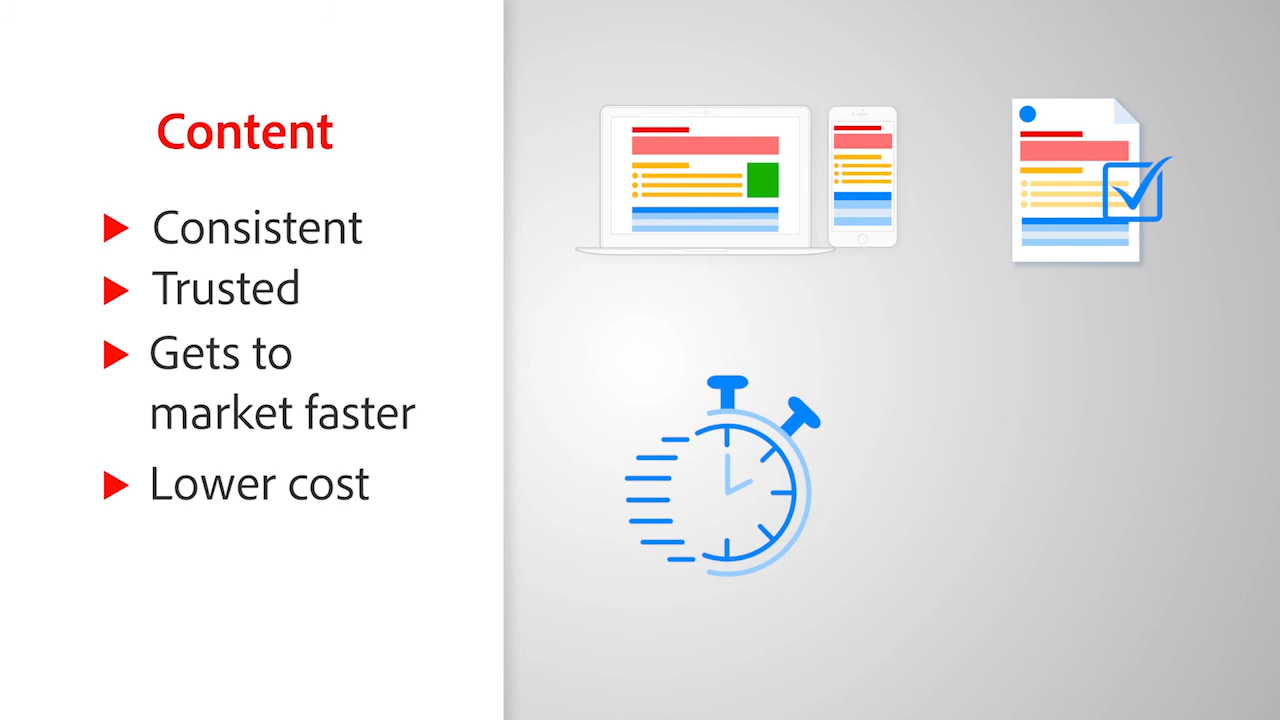 Content
Consistent
Trusted
Gets to
market faster
Lower cost